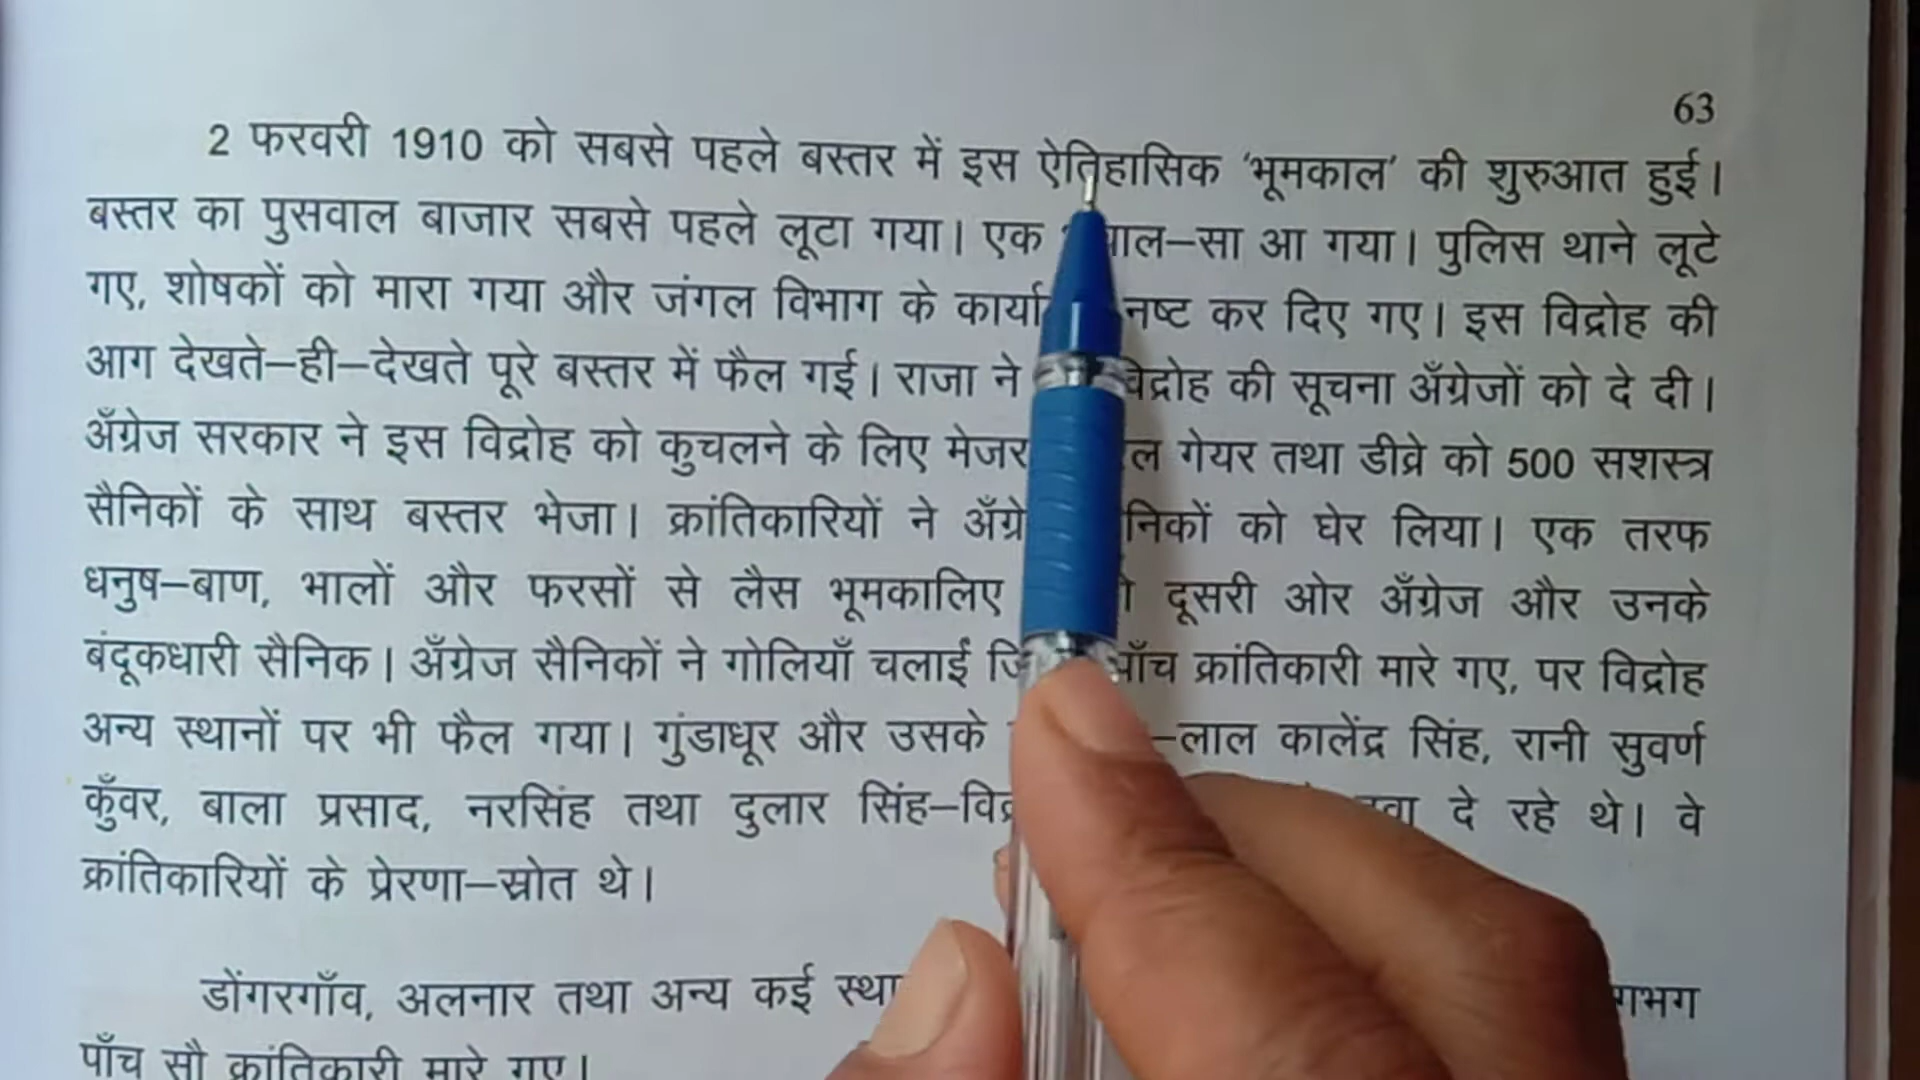 63
2 फरवरी 1910 को सबसे पहले बस्तर में इस ऐतिहासिक 'भूमकाल' की शुरुआत हुई।
बस्तर का पुसवाल बाजार सबसे पहले लूटा गया। एक सा आ गया। पुलिस थाने लूटे
गए, शोषकों को मारा गया और जंगल विभाग के नष्ट कर दिए गए। इस विद्रोह की
आग देखते–ही–देखते पूरे बस्तर में फैल गई। राजा ने विद्रोह की सूचना अँग्रेजों को दे दी।
अँग्रेज सरकार ने इस विद्रोह को कुचलने के लिए मेजर गेयर तथा डीव्रे को 500 सशस्त्र
सैनिकों के साथ बस्तर भेजा। क्रांतिकारियों ने को घेर लिया। एक तरफ
धनुष–बाण, भालों और फरसों से लैस भूमकालिए दूसरी ओर अँग्रेज और उनके
बंदूकधारी सैनिक। अँग्रेज सैनिकों ने गोलियाँ चलाईं पाँच क्रांतिकारी मारे गए, पर विद्रोह
अन्य स्थानों पर भी फैल गया। गुंडाधूर और उसके –लाल कालेंद्र सिंह, रानी सुवर्ण
कुँवर, बाला प्रसाद, नरसिंह तथा दुलार सिंह– दे रहे थे। वे
क्रांतिकारियों के प्रेरणा–स्रोत थे।
डोंगरगाँव, अलनार तथा अन्य कई
पाँच सौ क्रांतिकारी मारे गए।